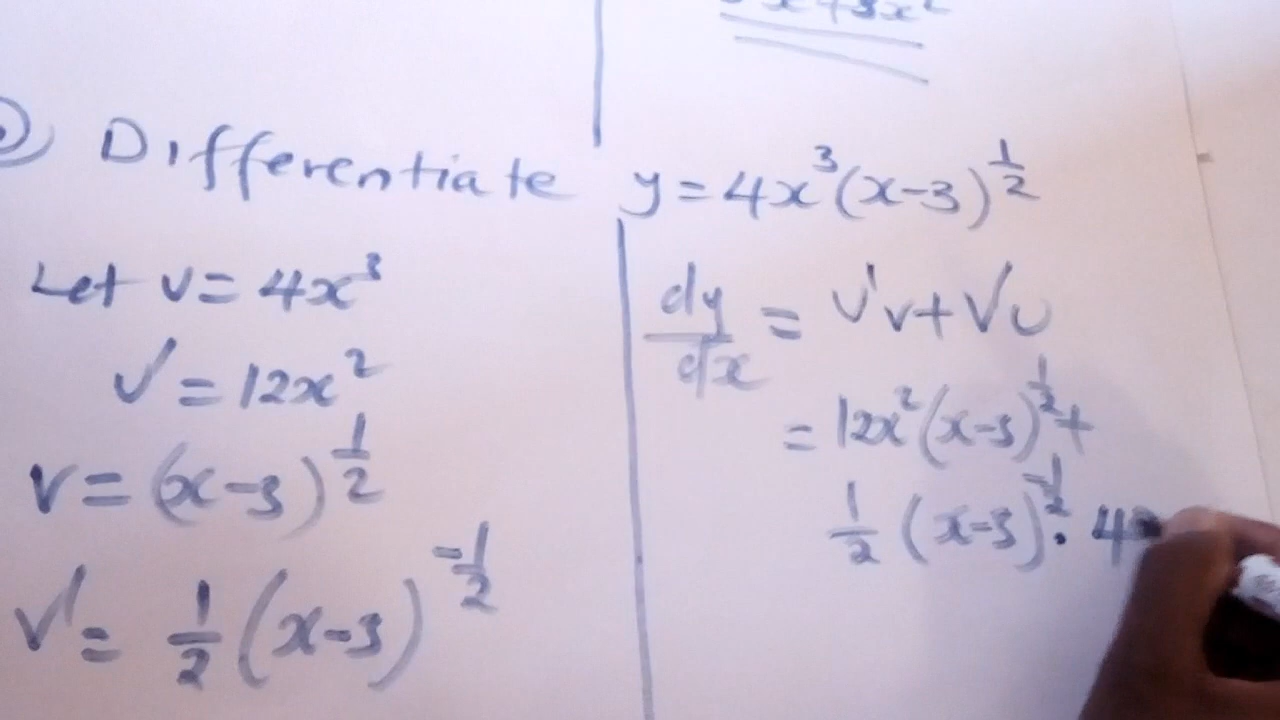 Differentiate y = 4x³(x-3)^½
Let U = 4x³
U' = 12x²
V = (x-3)^½
V' = ½(x-3)^-½
dy/dx = U'V + V'U
= 12x²(x-3)^½ +
½(x-3)^-½ · 4